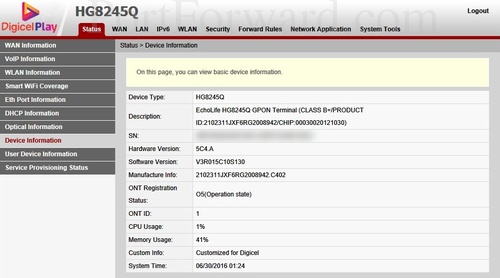 DigicelPlay
HG8245Q
PortForward.com
Logout
Status WAN LAN IPv6 WLAN Security Forward Rules Network Application System Tools
WAN Information
VoIP Information
WLAN Information
Smart WiFi Coverage
Eth Port Information
DHCP Information
Optical Information
Device Information
User Device Information
Service Provisioning Status
Status > Device Information
On this page, you can view basic device information.
Device Type: HG8245Q
Description: EchoLife HG8245Q GPON Terminal (CLASS B+/PRODUCT
ID:2102311JXF6RG2008942/CHIP:00030020121030)
SN:
Hardware Version: 5C4.A
Software Version: V3R015C10S130
Manufacture Info: 2102311JXF6RG2008942.C402
ONT Registration
Status: O5(Operation state)
ONT ID: 1
CPU Usage: 1%
Memory Usage: 41%
Custom Info: Customized for Digicel
System Time: 06/30/2016 01:24